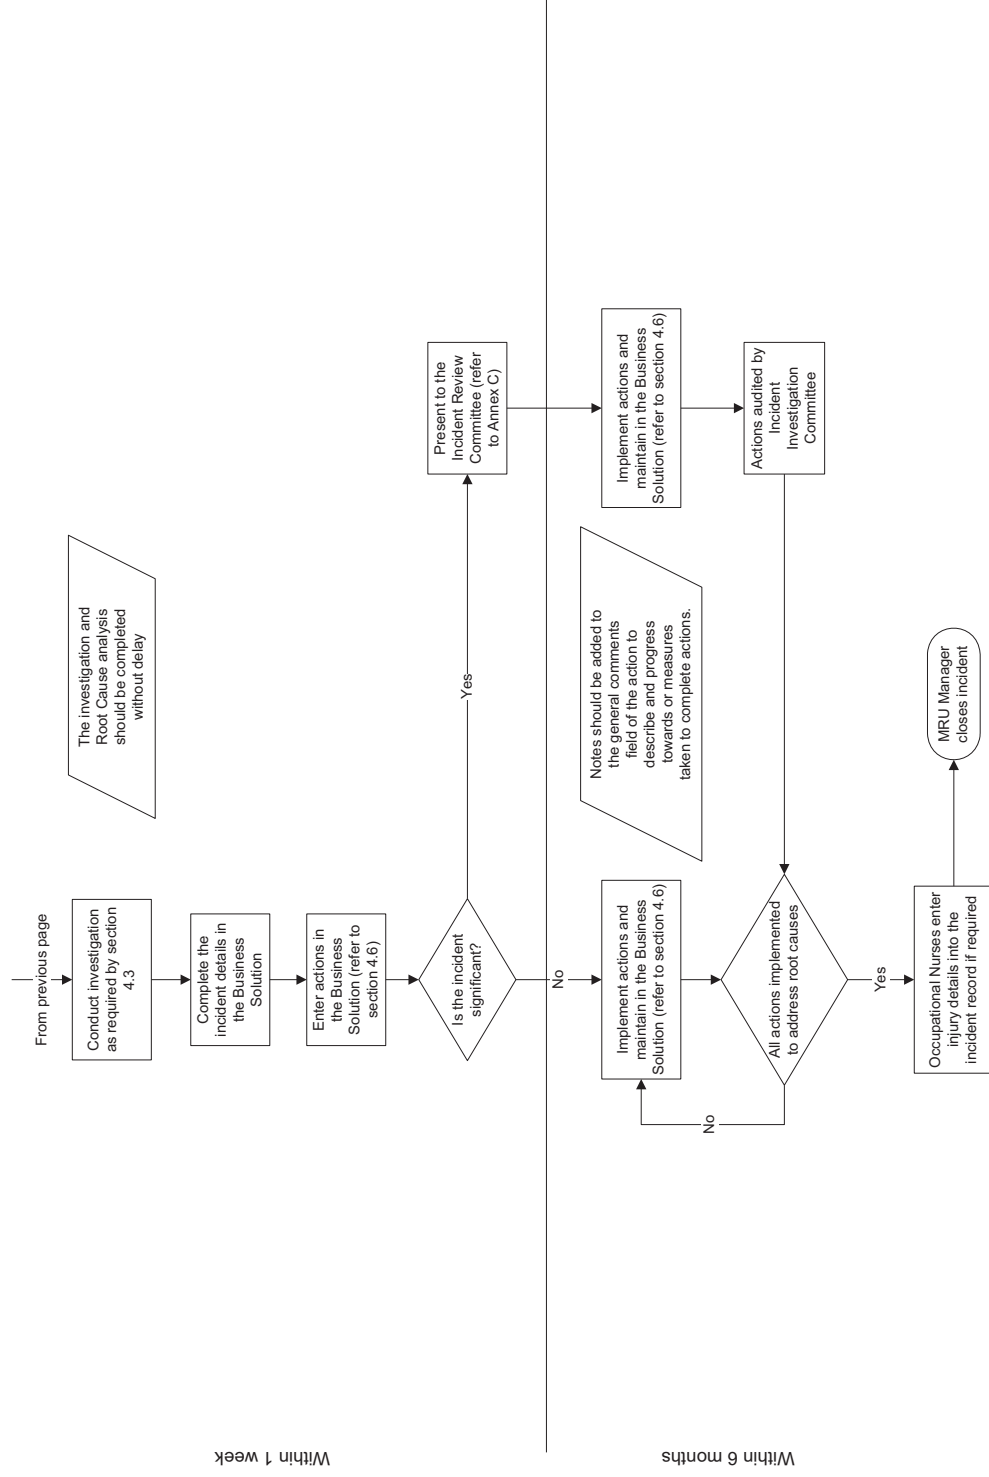 From previous page
Conduct investigation
as required by section
4.3
The investigation and
Root Cause analysis
should be completed
without delay
Complete the
incident details in
the Business
Solution
Enter actions in
the Business
Solution (refer to
section 4.6)
Is the incident
significant?
Yes
Present to the
Incident Review
Committee (refer
to Annex C)
Within 1 week
No
Implement actions and
maintain in the Business
Solution (refer to section 4.6)
Notes should be added to
the general comments
field of the action to
describe and progress
towards or measures
taken to complete actions.
Implement actions and
maintain in the Business
Solution (refer to section 4.6)
Actions audited by
Incident
Investigation
Committee
All actions implemented
to address root causes
No
Yes
Occupational Nurses enter
injury details into the
incident record if required
MRU Manager
closes incident
Within 6 months